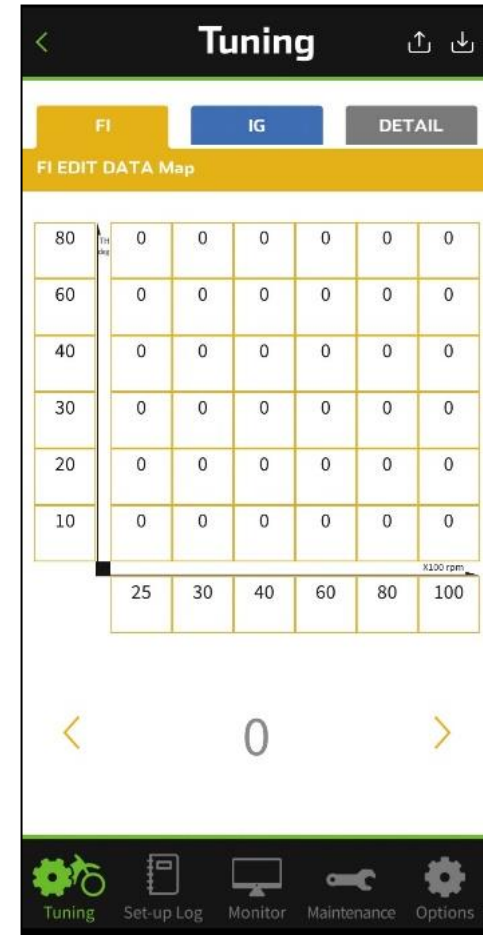 Tuning
FI IG DETAIL
FI EDIT DATA Map
80 TH deg 0 0 0 0 0 0
60 0 0 0 0 0 0
40 0 0 0 0 0 0
30 0 0 0 0 0 0
20 0 0 0 0 0 0
10 0 0 0 0 0 0
X100 rpm
25 30 40 60 80 100
0
Tuning Set-up Log Monitor Maintenance Options